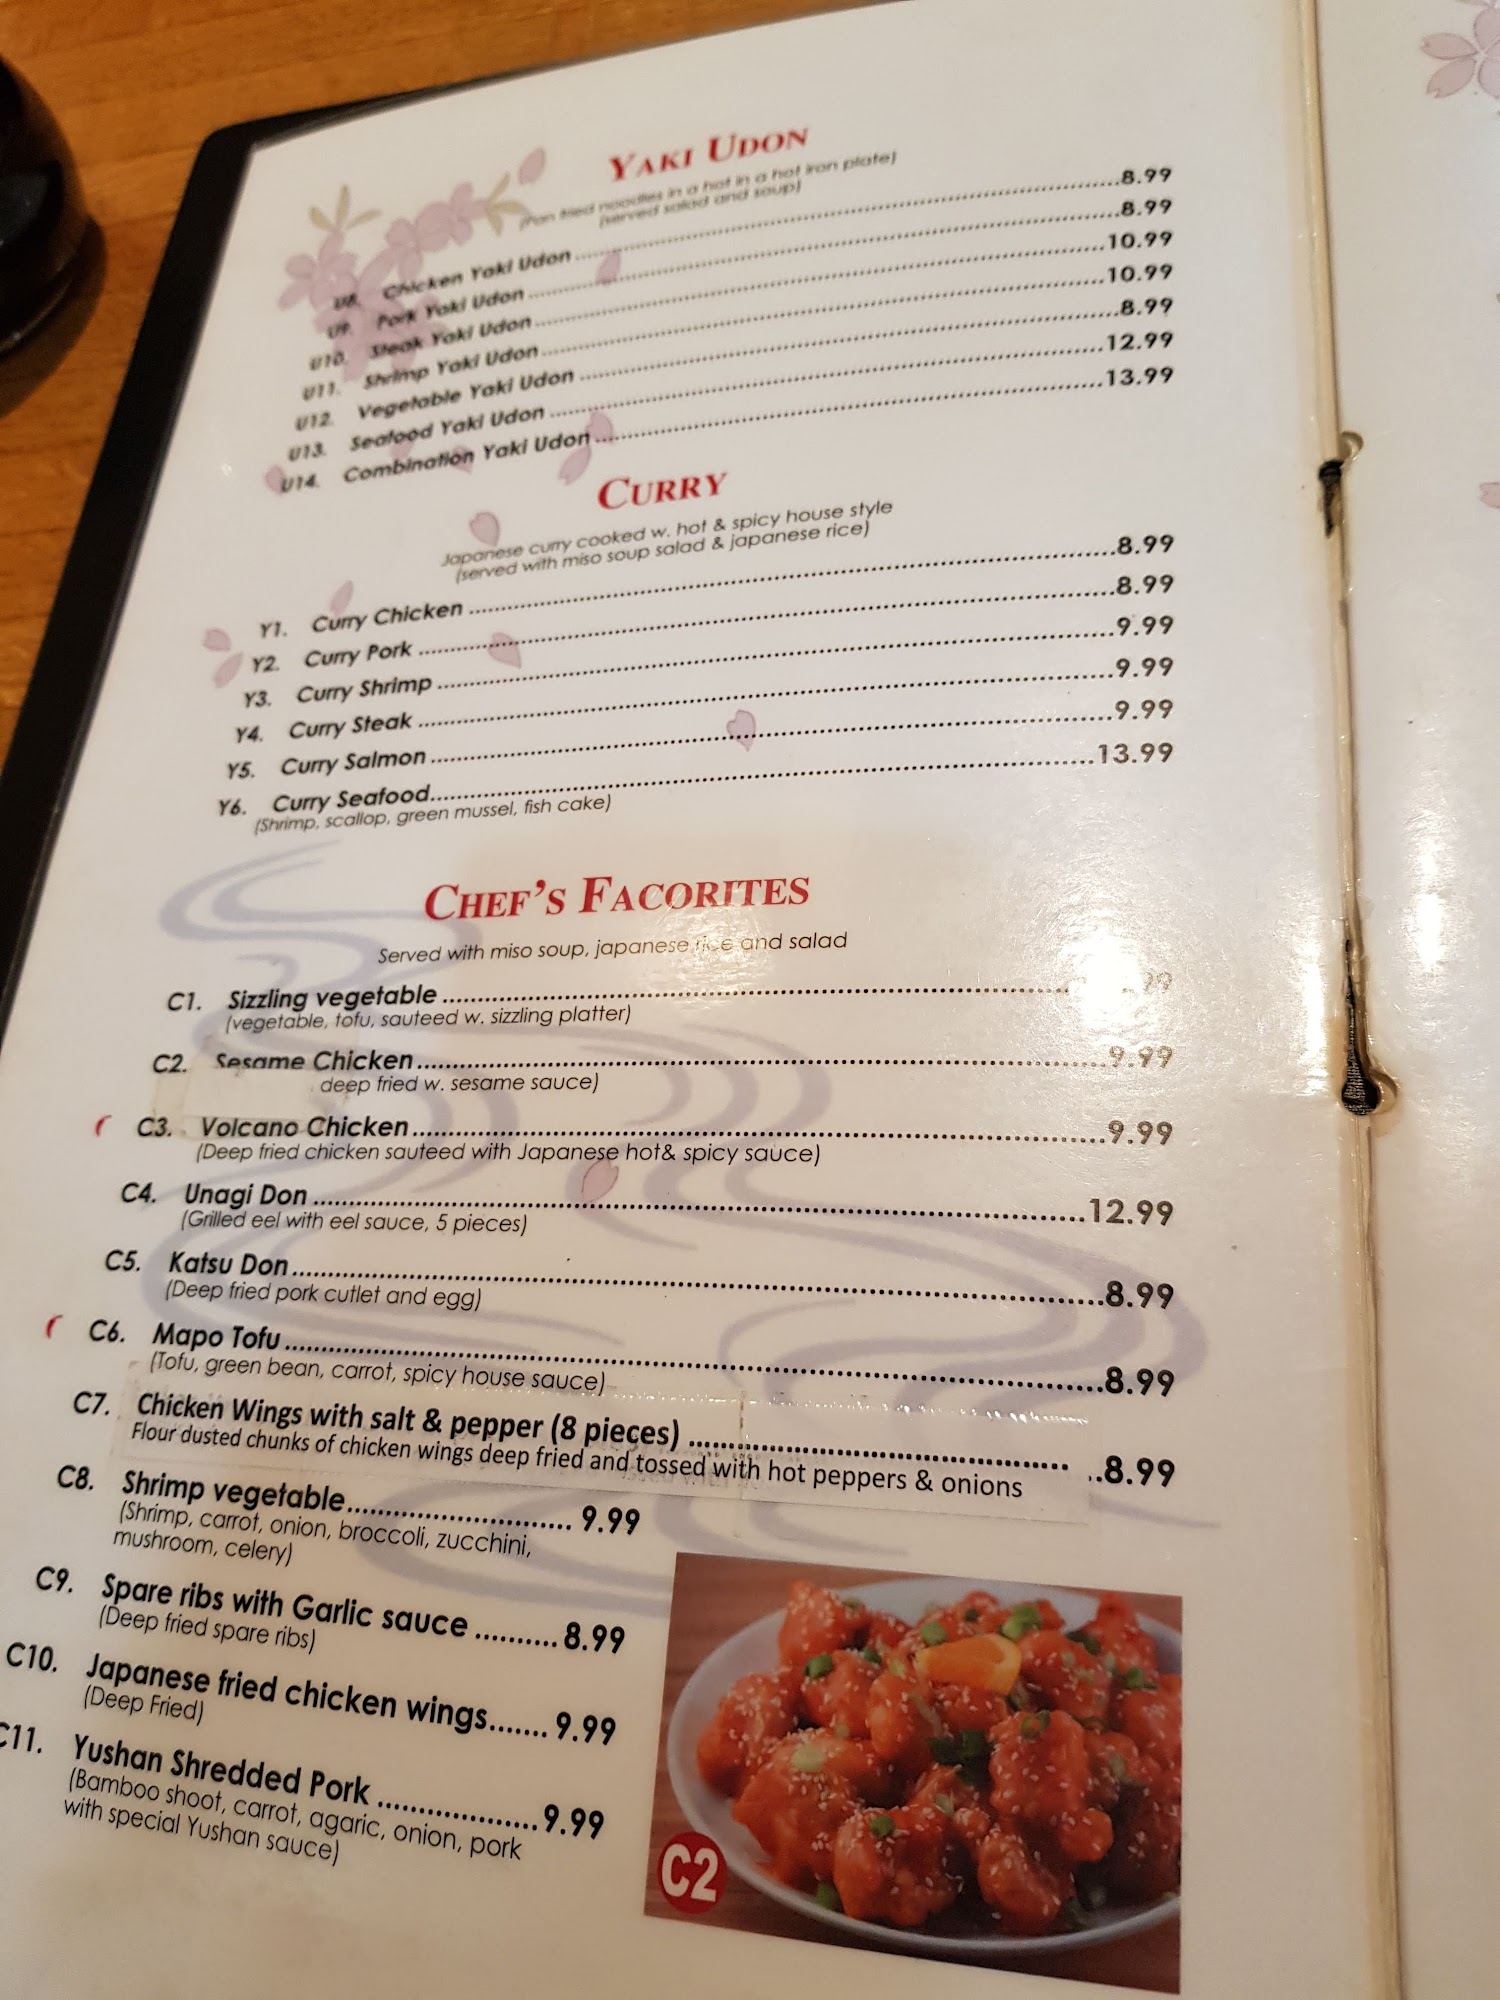 YAKI UDON
(Pan fried noodles in a hot in a hot iron plate)
(served salad and soup)
U8. Chicken Yaki Udon ........ 8.99
U9. Pork Yaki Udon ........ 8.99
U10. Steak Yaki Udon ........ 10.99
U11. Shrimp Yaki Udon ........ 10.99
U12. Vegetable Yaki Udon ........ 8.99
U13. Seafood Yaki Udon ........ 12.99
U14. Combination Yaki Udon ........ 13.99
CURRY
Japanese curry cooked w. hot & spicy house style
(served with miso soup salad & japanese rice)
Y1. Curry Chicken ........ 8.99
Y2. Curry Pork ........ 8.99
Y3. Curry Shrimp ........ 9.99
Y4. Curry Steak ........ 9.99
Y5. Curry Salmon ........ 9.99
Y6. Curry Seafood ........ 13.99
(Shrimp, scallop, green mussel, fish cake)
CHEF'S FACORITES
Served with miso soup, japanese rice and salad
C1. Sizzling vegetable ........
(vegetable, tofu, sauteed w. sizzling platter)
C2. Sesame Chicken ........ 9.99
deep fried w. sesame sauce)
C3. Volcano Chicken ........ 9.99
(Deep fried chicken sauteed with Japanese hot& spicy sauce)
C4. Unagi Don ........ 12.99
(Grilled eel with eel sauce, 5 pieces)
C5. Katsu Don ........ 8.99
(Deep fried pork cutlet and egg)
C6. Mapo Tofu ........ 8.99
(Tofu, green bean, carrot, spicy house sauce)
C7. Chicken Wings with salt & pepper (8 pieces) ........ 8.99
Flour dusted chunks of chicken wings deep fried and tossed with hot peppers & onions
C8. Shrimp vegetable ........ 9.99
(Shrimp, carrot, onion, broccoli, zucchini,
mushroom, celery)
C9. Spare ribs with Garlic sauce ........ 8.99
(Deep fried spare ribs)
C10. Japanese fried chicken wings ....... 9.99
(Deep Fried)
C11. Yushan Shredded Pork ........ 9.99
(Bamboo shoot, carrot, agaric, onion, pork
with special Yushan sauce)
C2